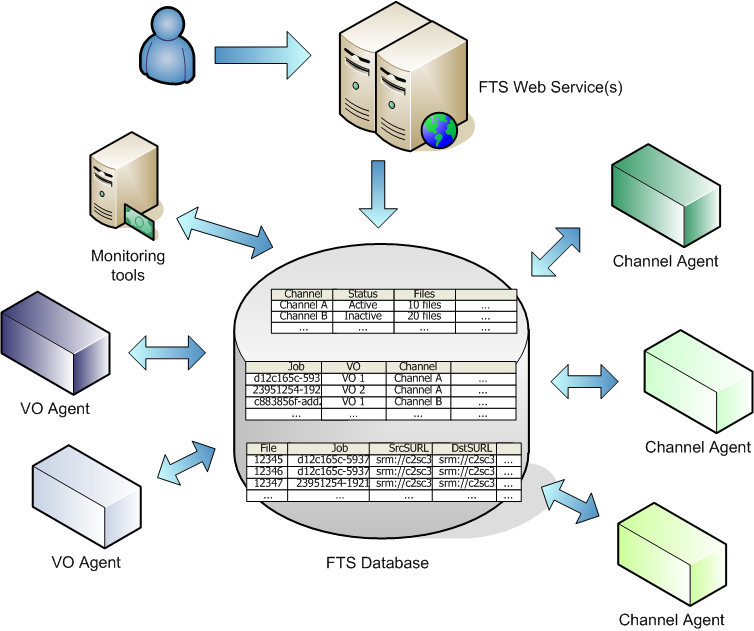 FTS Web Service(s)
Monitoring
tools
Channel Agent
Channel Status Files
Channel A Active 10 files ...
Channel B Inactive 20 files ...
... ... ... ...
VO Agent
Job VO Channel
d12c165c-593 VO 1 Channel A ...
23951254-192 VO 2 Channel A ...
c883856f-add2 VO 1 Channel B ...
... ... ... ...
Channel Agent
File Job SrcSURL DstSURL
12345 d12c165c-5937 srm://c2sc3 srm://c2sc3 ...
12346 d12c165c-5937 srm://c2sc3 srm://c2sc3 ...
12347 23951254-1921 srm://c2sc3 srm://c2sc3 ...
... ... ... ... ...
VO Agent
FTS Database
Channel Agent